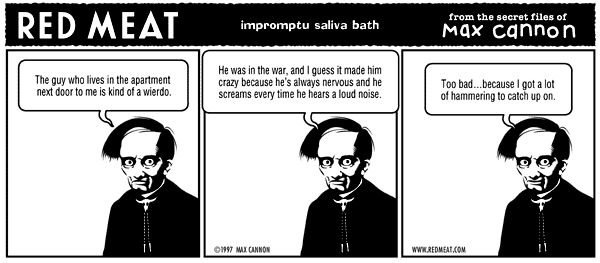 RED MEAT
impromptu saliva bath
from the secret files of
Max cannon
The guy who lives in the apartment
next door to me is kind of a wierdo.
He was in the war, and I guess it made him
crazy because he's always nervous and he
screams every time he hears a loud noise.
Too bad...because I got a lot
of hammering to catch up on.
©1997 MAX CANNON
WWW.REDMEAT.COM